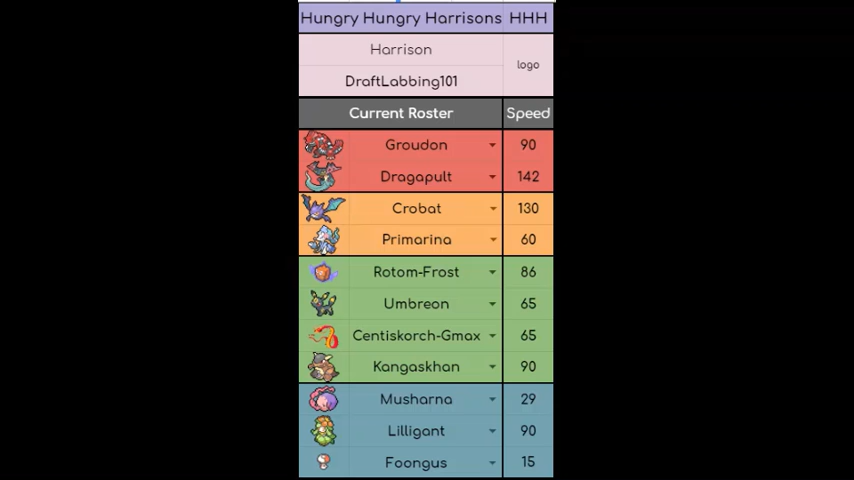 Hungry Hungry Harrisons HHH
Harrison
logo
DraftLabbing101
Current Roster Speed
Groudon 90
Dragapult 142
Crobat 130
Primarina 60
Rotom-Frost 86
Umbreon 65
Centiskorch-Gmax 65
Kangaskhan 90
Musharna 29
Lilligant 90
Foongus 15